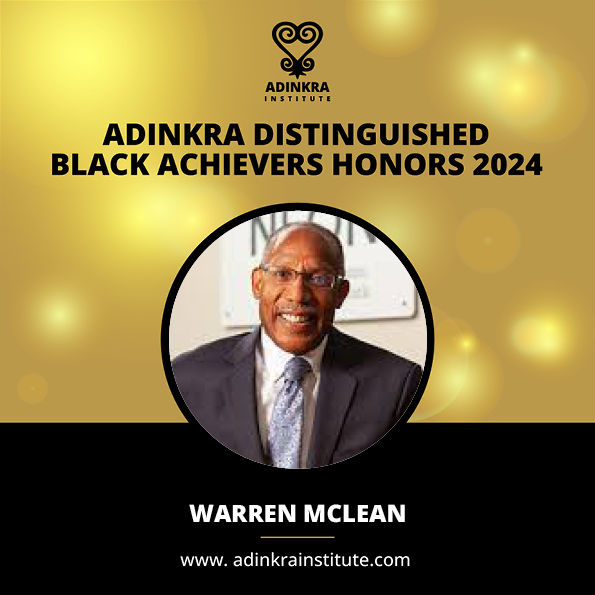 ADINKRA
INSTITUTE
ADINKRA DISTINGUISHED
BLACK ACHIEVERS HONORS 2024
WARREN MCLEAN
www. adinkrainstitute.com